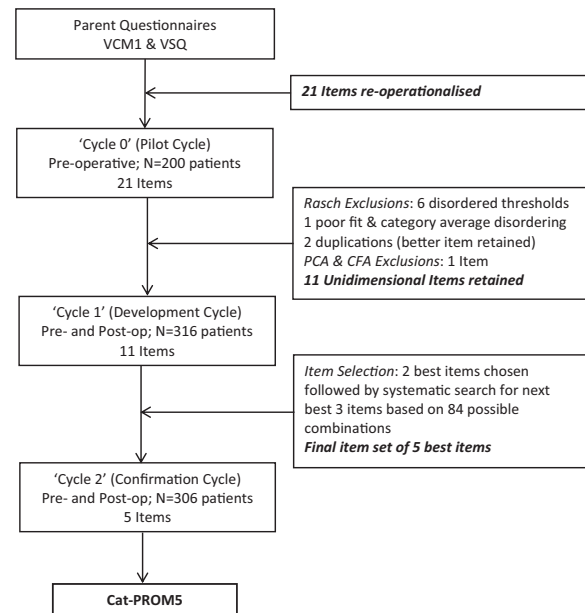 Parent Questionnaires
VCM1 & VSQ
21 Items re-operationalised
‘Cycle 0’ (Pilot Cycle)
Pre-operative; N=200 patients
21 Items
Rasch Exclusions: 6 disordered thresholds
1 poor fit & category average disordering
2 duplications (better item retained)
PCA & CFA Exclusions: 1 Item
11 Unidimensional Items retained
‘Cycle 1’ (Development Cycle)
Pre- and Post-op; N=316 patients
11 Items
Item Selection: 2 best items chosen
followed by systematic search for next
best 3 items based on 84 possible
combinations
Final item set of 5 best items
‘Cycle 2’ (Confirmation Cycle)
Pre- and Post-op; N=306 patients
5 Items
Cat-PROM5